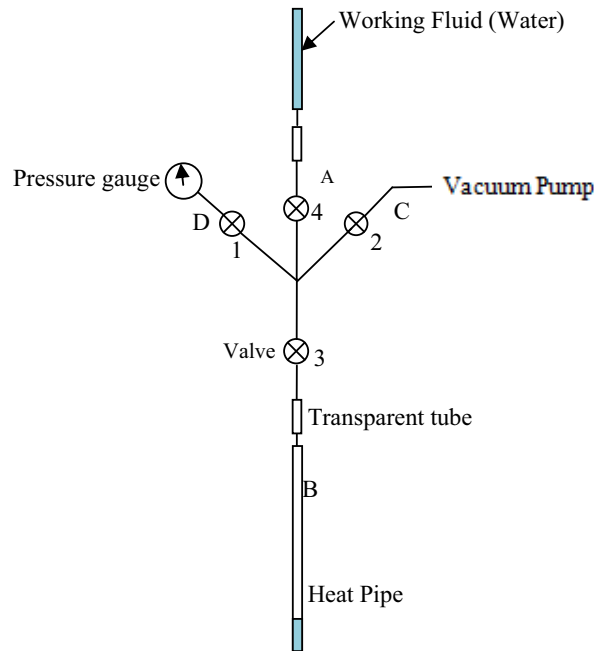 Working Fluid (Water)
A
Pressure gauge
Vacuum Pump
4
D
C
1
2
Valve
3
Transparent tube
B
Heat Pipe